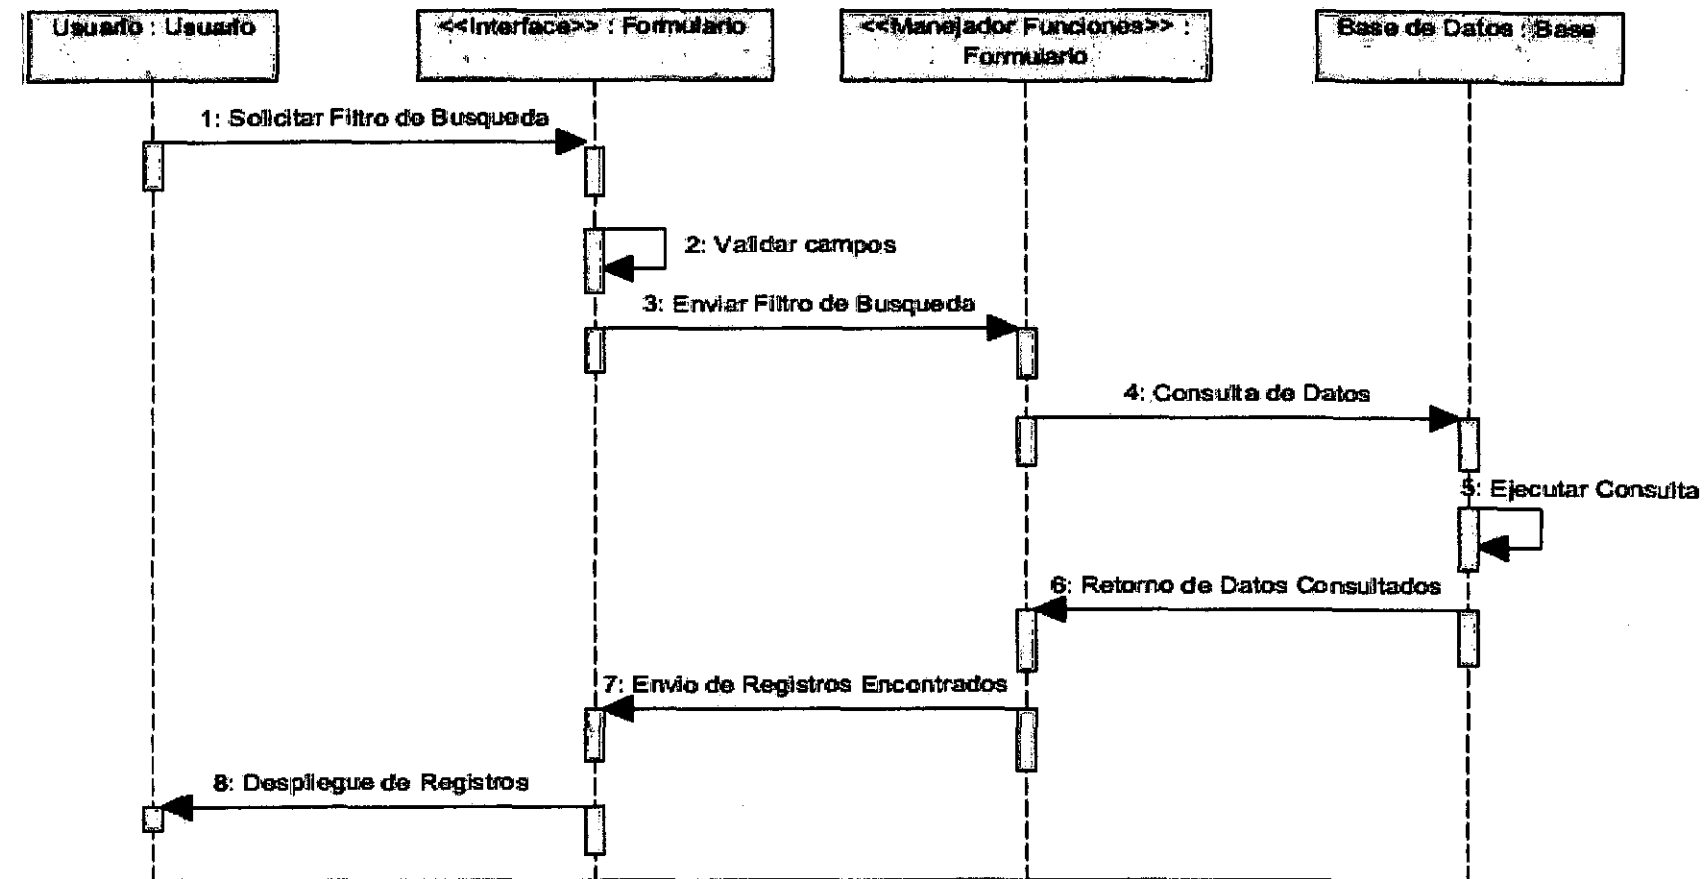 Usuario : Usuario
<<Interface>> : Formulario
<<Manejador Funciones>> :
Formulario
Base de Datos : Base
1: Solicitar Filtro de Busqueda
2: Validar campos
3: Enviar Filtro de Busqueda
4: Consulta de Datos
5: Ejecutar Consulta
6: Retorno de Datos Consultados
7: Envio de Registros Encontrados
8: Despliegue de Registros